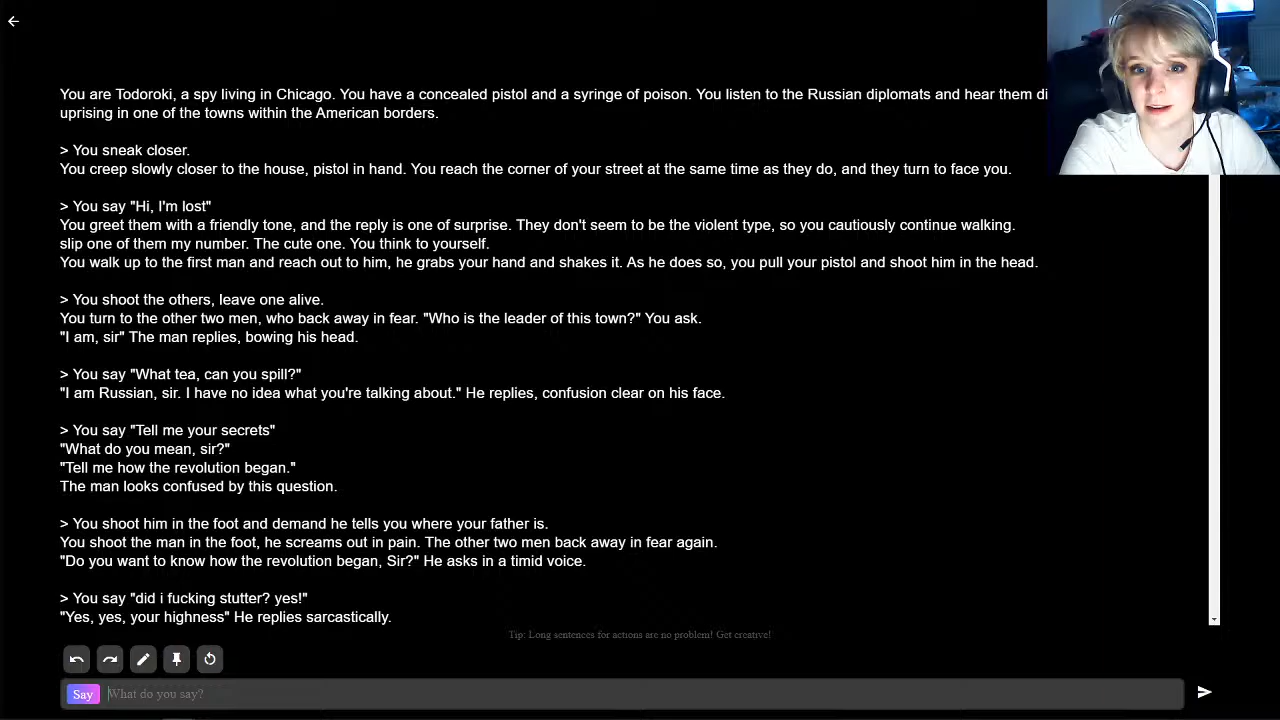 You are Todoroki, a spy living in Chicago. You have a concealed pistol and a syringe of poison. You listen to the Russian diplomats and hear them di
uprising in one of the towns within the American borders.
> You sneak closer.
You creep slowly closer to the house, pistol in hand. You reach the corner of your street at the same time as they do, and they turn to face you.
> You say "Hi, I'm lost"
You greet them with a friendly tone, and the reply is one of surprise. They don't seem to be the violent type, so you cautiously continue walking.
slip one of them my number. The cute one. You think to yourself.
You walk up to the first man and reach out to him, he grabs your hand and shakes it. As he does so, you pull your pistol and shoot him in the head.
> You shoot the others, leave one alive.
You turn to the other two men, who back away in fear. "Who is the leader of this town?" You ask.
"I am, sir" The man replies, bowing his head.
> You say "What tea, can you spill?"
"I am Russian, sir. I have no idea what you're talking about." He replies, confusion clear on his face.
> You say "Tell me your secrets"
"What do you mean, sir?"
"Tell me how the revolution began."
The man looks confused by this question.
> You shoot him in the foot and demand he tells you where your father is.
You shoot the man in the foot, he screams out in pain. The other two men back away in fear again.
"Do you want to know how the revolution began, Sir?" He asks in a timid voice.
> You say "did i fucking stutter? yes!"
"Yes, yes, your highness" He replies sarcastically.
Tip: Long sentences for actions are no problem! Get creative!
Say What do you say?